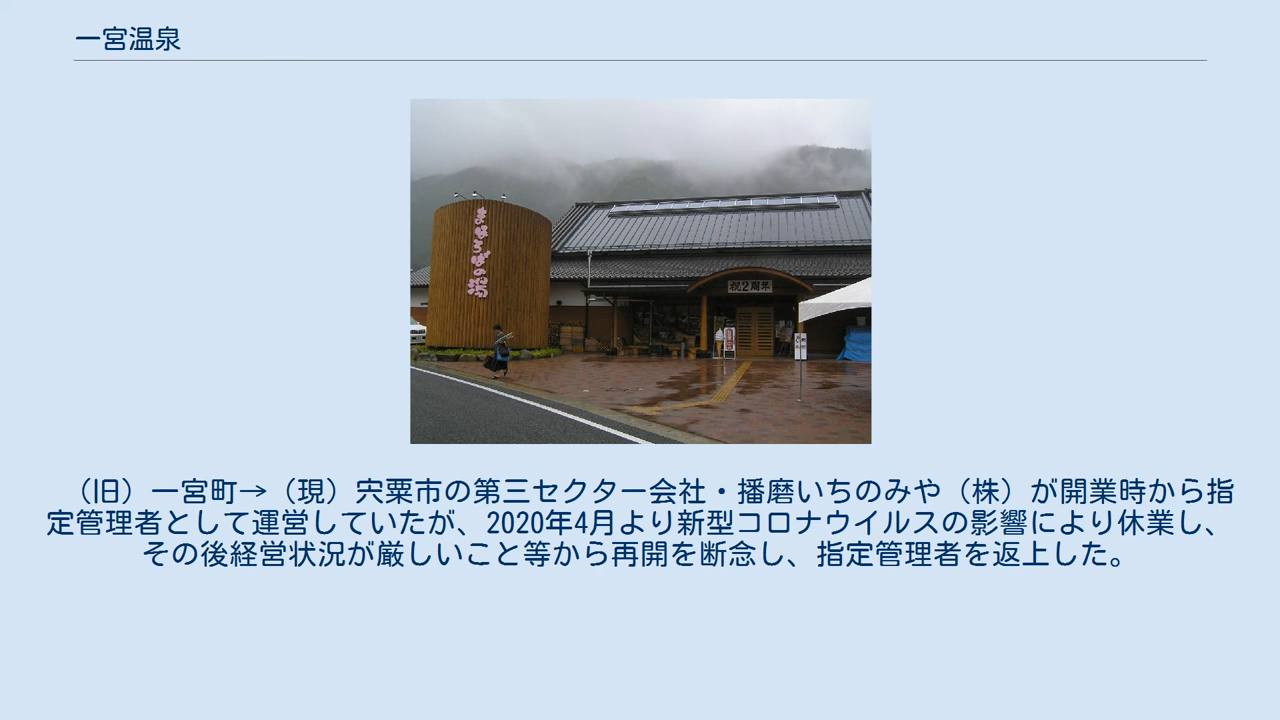 一宮温泉
まほろばの湯
祝2周年
（旧）一宮町→（現）宍粟市の第三セクター会社・播磨いちのみや（株）が開業時から指
定管理者として運営していたが、2020年4月より新型コロナウイルスの影響により休業し、
その後経営状況が厳しいこと等から再開を断念し、指定管理者を返上した。